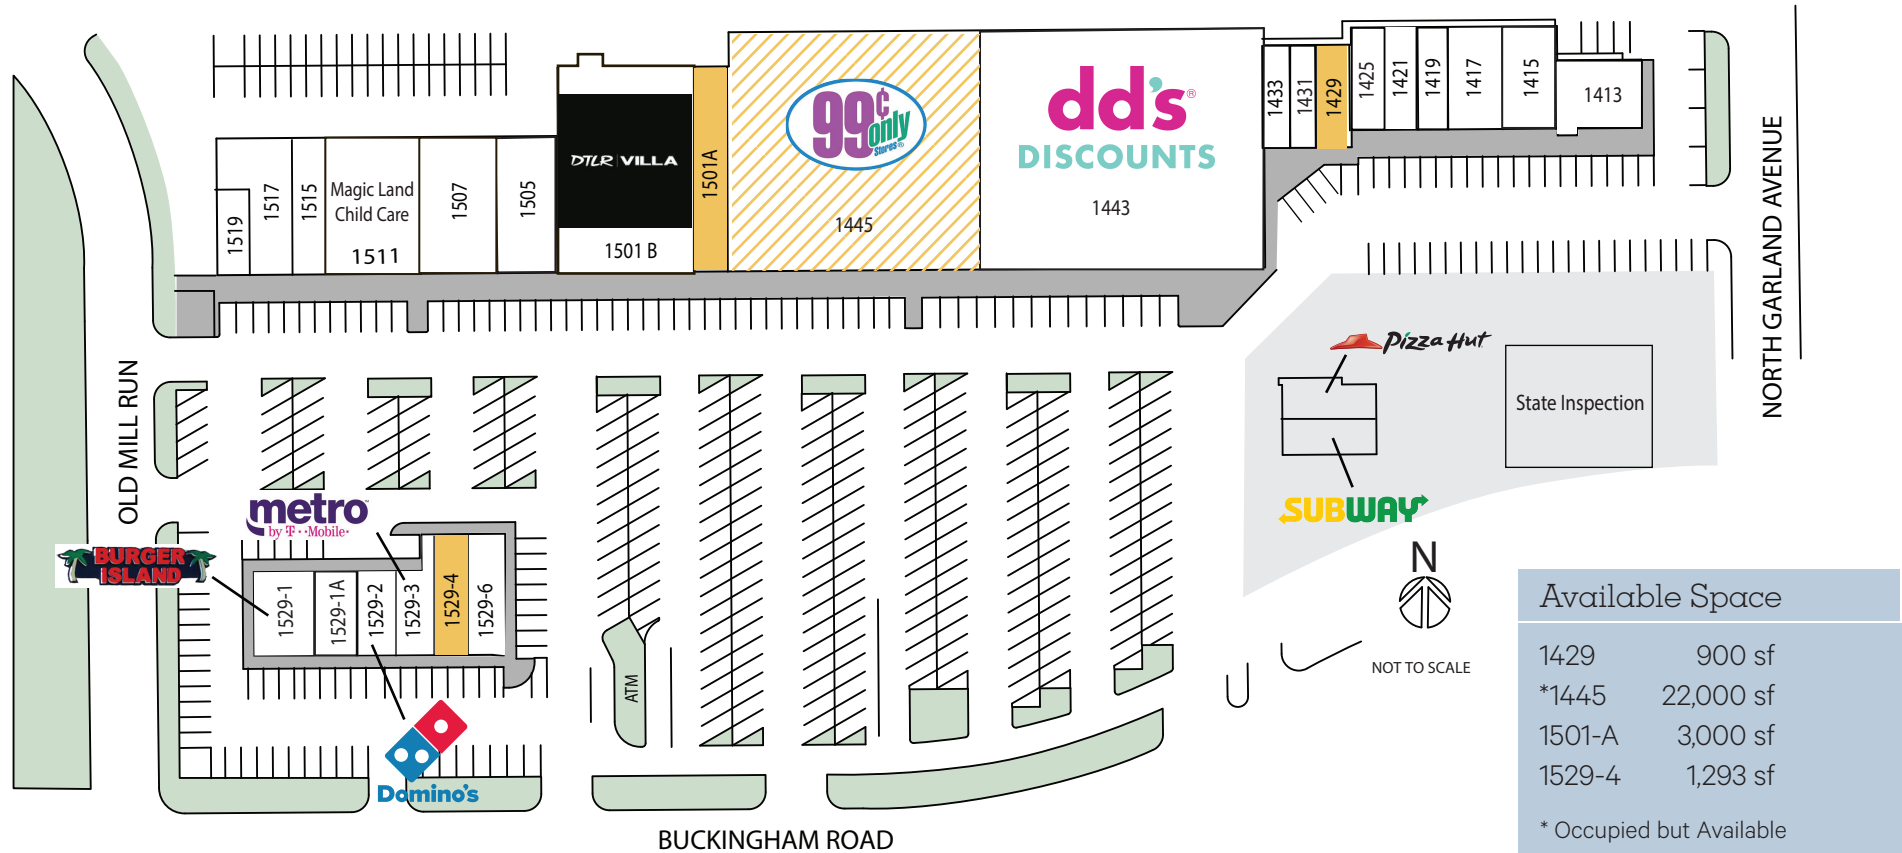 1519
1517
1515
Magic Land
Child Care
1511
1507
1505
DTLR | VILLA
1501 B
1501A
99¢
only
Stores®
1445
dd's®
DISCOUNTS
1443
1433
1431
1429
1425
1421
1419
1417
1415
1413
NORTH GARLAND AVENUE
OLD MILL RUN
Pizza Hut
State Inspection
SUBWAY
metro™
by T-Mobile
BURGER
ISLAND
1529-1
1529-1A
1529-2
1529-3
1529-4
1529-6
Domino's
ATM
BUCKINGHAM ROAD
N
NOT TO SCALE
Available Space
1429 900 sf
*1445 22,000 sf
1501-A 3,000 sf
1529-4 1,293 sf
* Occupied but Available